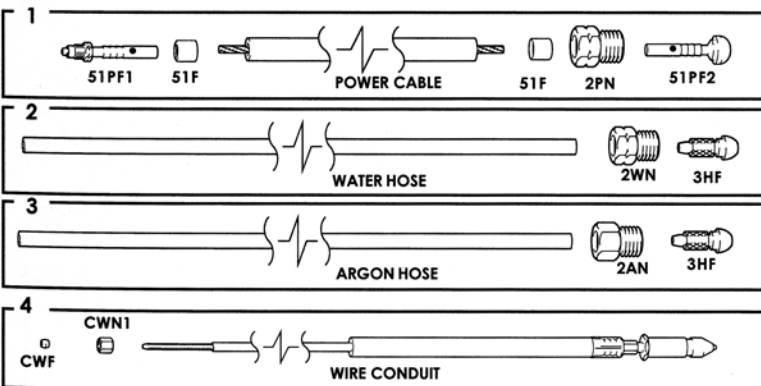 1
51PF1
51F
POWER CABLE
51F
2PN
51PF2
2
WATER HOSE
2WN
3HF
3
ARGON HOSE
2AN
3HF
4
CWF
CWN1
WIRE CONDUIT